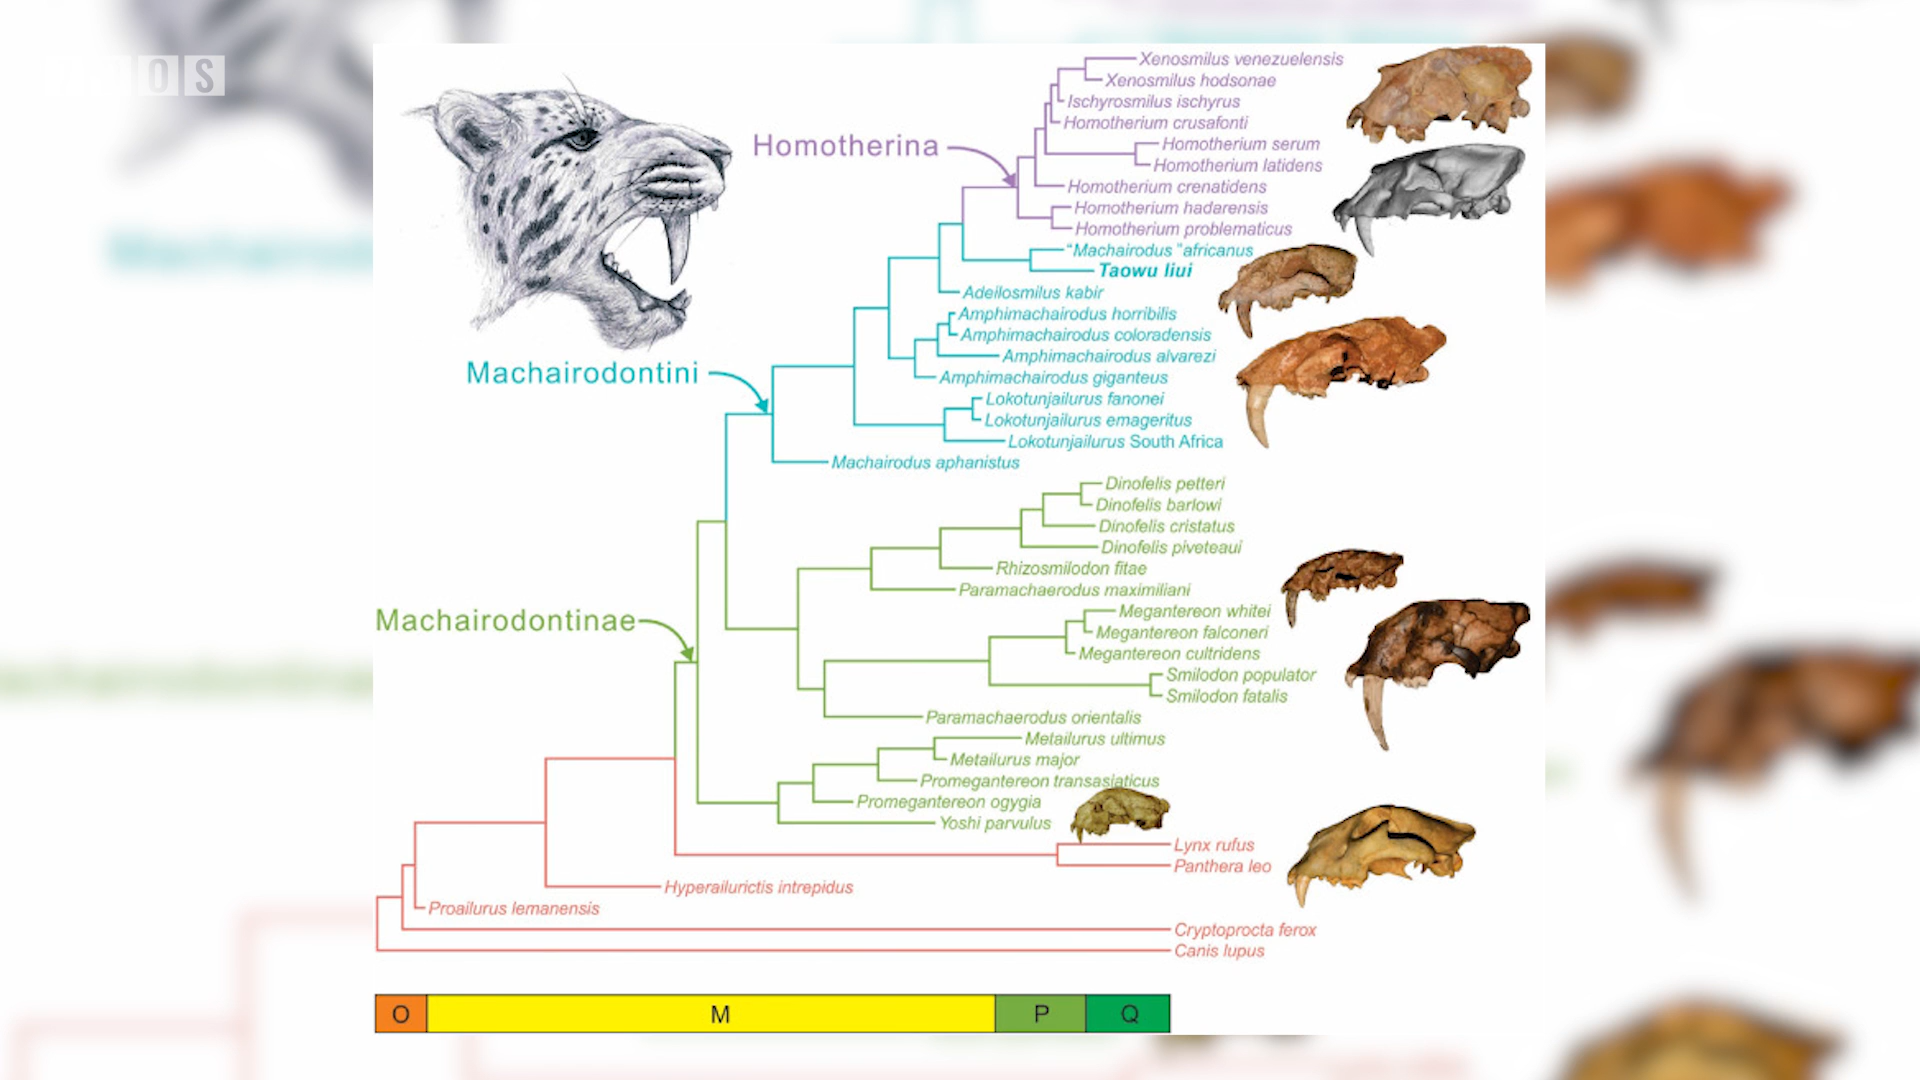 OS
Xenosmilus venezuelensis
Xenosmilus hodsonae
Ischyrosmilus ischyrus
Homotherium crusafonti
Homotherina
Homotherium serum
Homotherium latidens
Homotherium crenatidens
Homotherium hadarensis
Homotherium problematicus
“Machairodus ”africanus
Taowu liui
Adeilosmilus kabir
Amphimachairodus horribilis
Amphimachairodus coloradensis
Amphimachairodus alvarezi
Machairodontini
Amphimachairodus giganteus
Lokotunjailurus fanonei
Lokotunjailurus emageritus
Lokotunjailurus South Africa
Machairodus aphanistus
Dinofelis petteri
Dinofelis barlowi
Dinofelis cristatus
Dinofelis piveteaui
Rhizosmilodon fitae
Paramachaerodus maximiliani
Machairodontinae
Megantereon whitei
Megantereon falconeri
Megantereon cultridens
Smilodon populator
Smilodon fatalis
Paramachaerodus orientalis
Metailurus ultimus
Metailurus major
Promegantereon transasiaticus
Promegantereon ogygia
Yoshi parvulus
Lynx rufus
Panthera leo
Hyperailurictis intrepidus
Proailurus lemanensis
Cryptoprocta ferox
Canis lupus
O M P Q